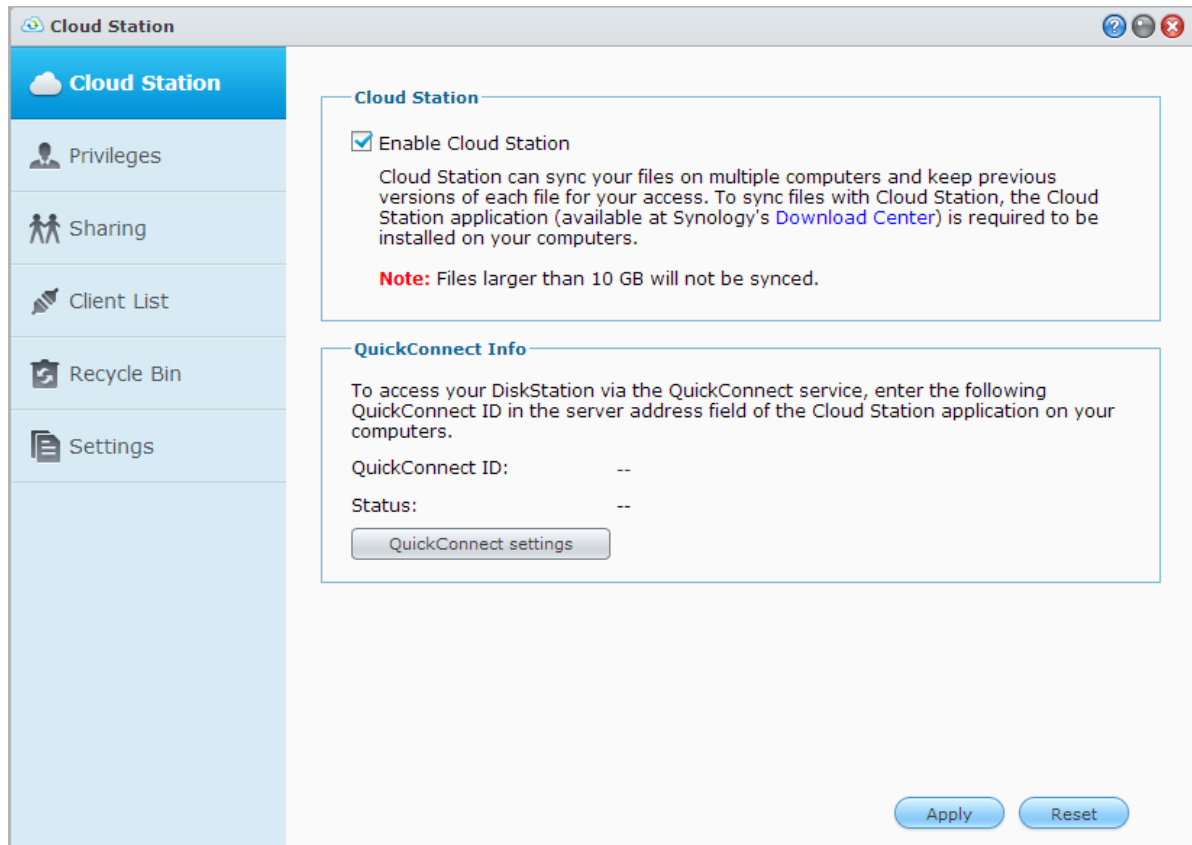 Cloud Station
Cloud Station
Privileges
Sharing
Client List
Recycle Bin
Settings
Cloud Station
Enable Cloud Station
Cloud Station can sync your files on multiple computers and keep previous
versions of each file for your access. To sync files with Cloud Station, the Cloud
Station application (available at Synology's Download Center) is required to be
installed on your computers.
Note: Files larger than 10 GB will not be synced.
QuickConnect Info
To access your DiskStation via the QuickConnect service, enter the following
QuickConnect ID in the server address field of the Cloud Station application on your
computers.
QuickConnect ID: --
Status: --
QuickConnect settings
Apply Reset